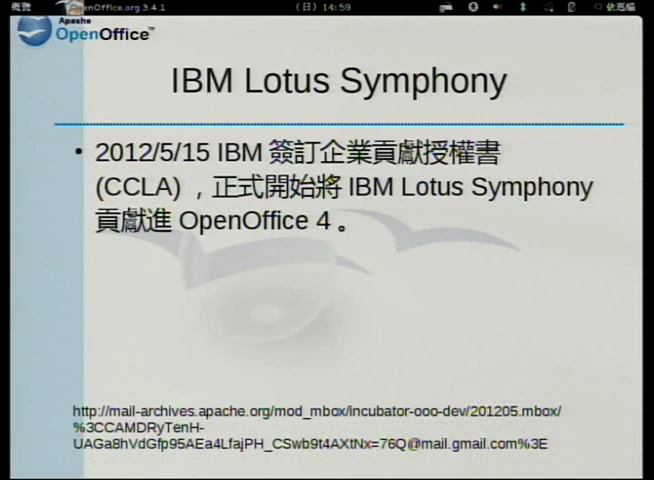 OpenOffice.org 3.4.1
(日) 14:59
Apache
OpenOffice™
IBM Lotus Symphony
• 2012/5/15 IBM 簽訂企業貢獻授權書
(CCLA) ，正式開始將 IBM Lotus Symphony
貢獻進 OpenOffice 4 。
http://mail-archives.apache.org/mod_mbox/incubator-ooo-dev/201205.mbox/
%3CCAMDRyTenH-
UAGa8hVdGfp95AEa4LfajPH_CSwb9t4AXtNx=76Q@mail.gmail.com%3E